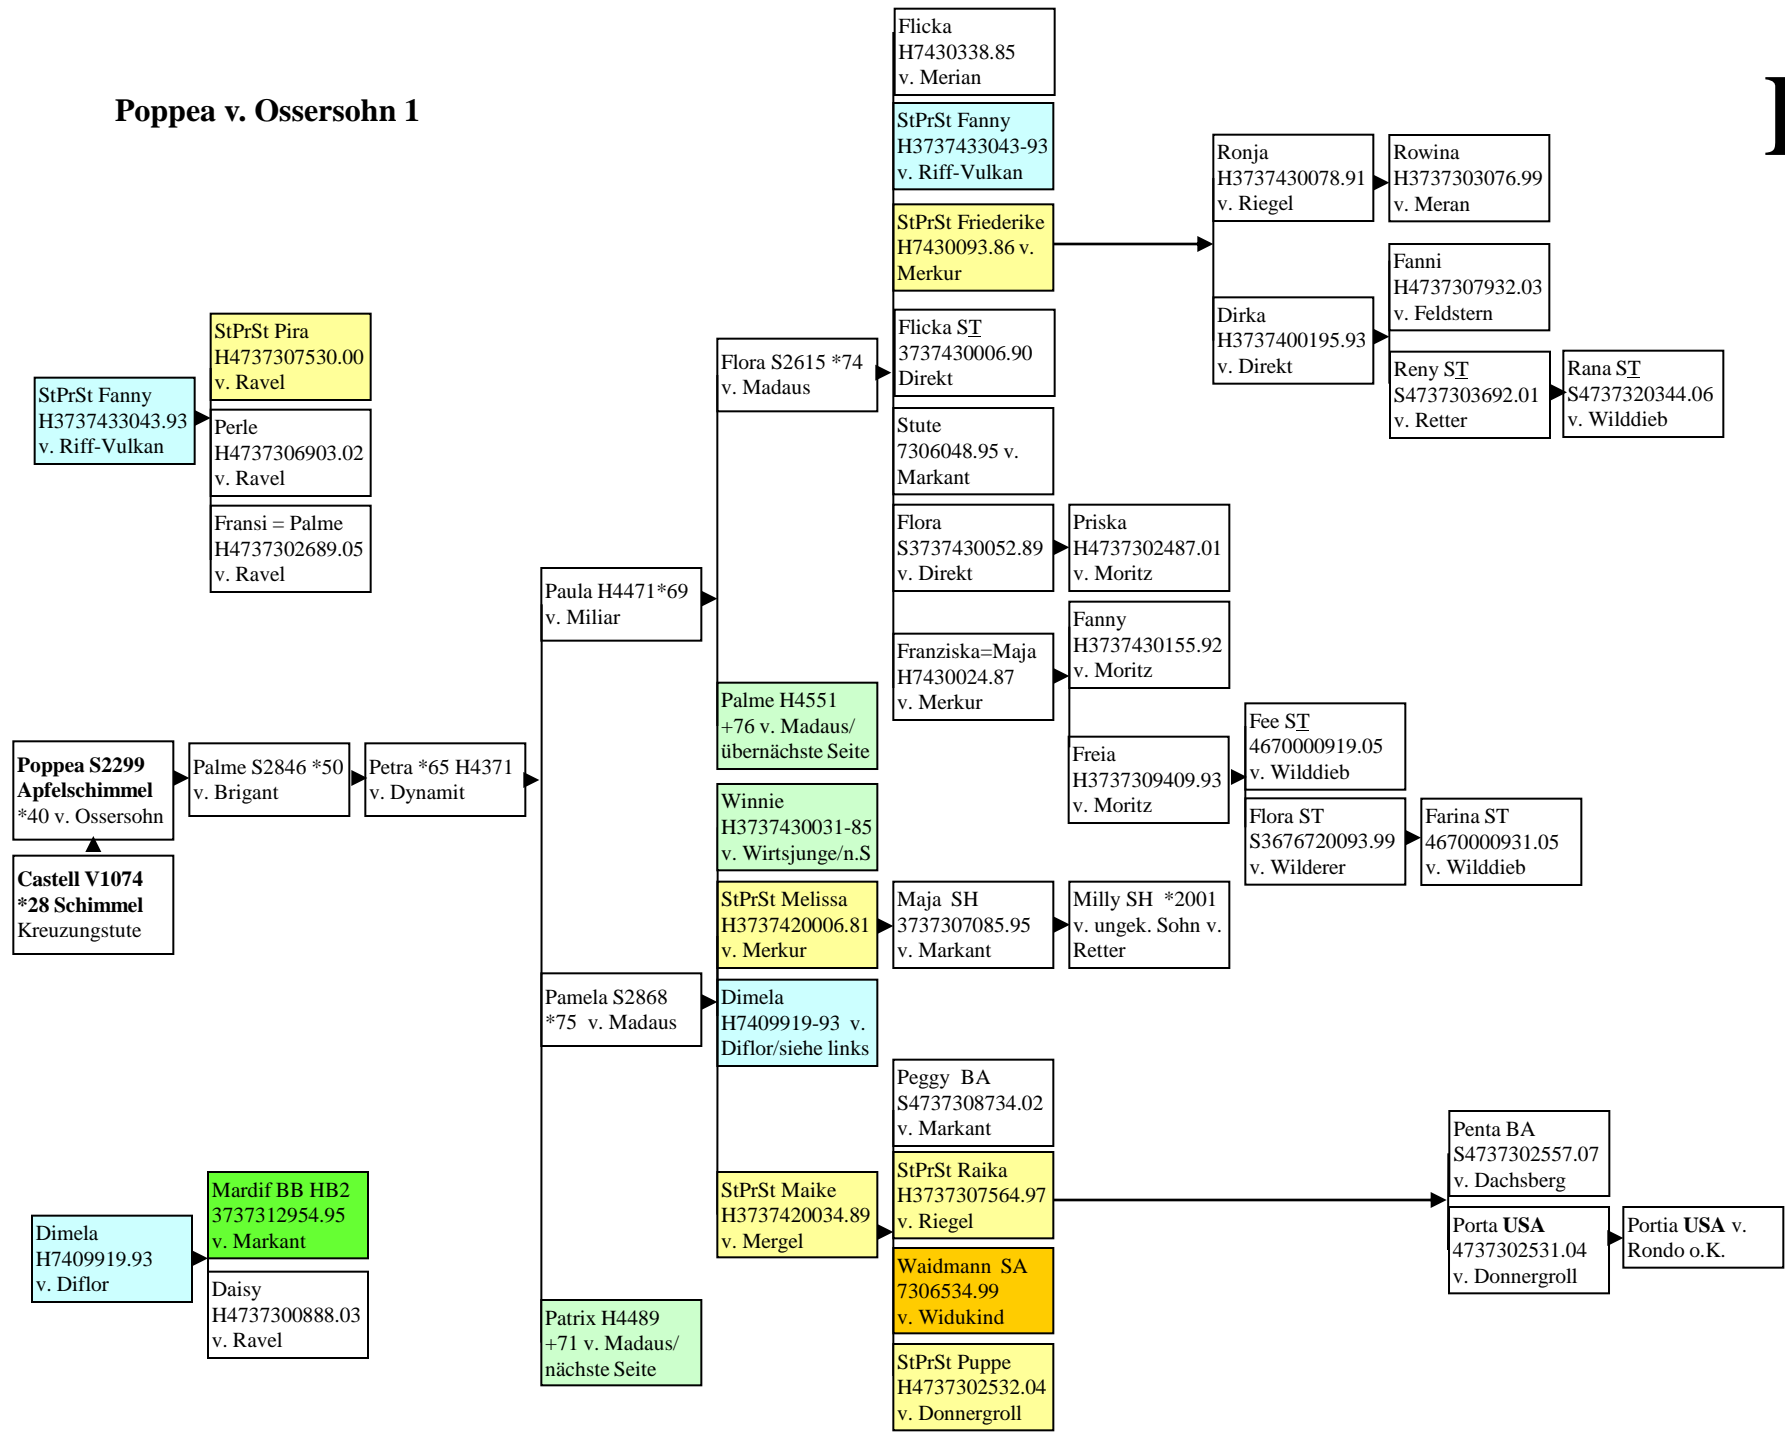 Poppea v. Ossersohn 1
Flicka
H7430338.85
v. Merian
StPrSt Fanny
H3737433043-93
v. Riff-Vulkan
StPrSt Friederike
H7430093.86 v.
Merkur
Flicka ST
3737430006.90
Direkt
Stute
7306048.95 v.
Markant
Flora
S3737430052.89
v. Direkt
Franziska=Maja
H7430024.87
v. Merkur
Ronja
H3737430078.91
v. Riegel
Rowina
H3737303076.99
v. Meran
Dirka
H3737400195.93
v. Direkt
Fanni
H4737307932.03
v. Feldstern
Reny ST
S4737303692.01
v. Retter
Rana ST
S4737320344.06
v. Wilddieb
StPrSt Fanny
H3737433043.93
v. Riff-Vulkan
StPrSt Pira
H4737307530.00
v. Ravel
Perle
H4737306903.02
v. Ravel
Fransi = Palme
H4737302689.05
v. Ravel
Flora S2615 *74
v. Madaus
Priska
H4737302487.01
v. Moritz
Fanny
H3737430155.92
v. Moritz
Freia
H3737309409.93
v. Moritz
Fee ST
4670000919.05
v. Wilddieb
Flora ST
S3676720093.99
v. Wilderer
Farina ST
4670000931.05
v. Wilddieb
Paula H4471*69
v. Miliar
Palme H4551
+76 v. Madaus/
übernächste Seite
Poppea S2299
Apfelschimmel
*40 v. Ossersohn
Palme S2846 *50
v. Brigant
Petra *65 H4371
v. Dynamit
Castell V1074
*28 Schimmel
Kreuzungstute
Winnie
H3737430031-85
v. Wirtsjunge/n.S
StPrSt Melissa
H3737420006.81
v. Merkur
Maja  SH
3737307085.95
v. Markant
Milly SH  *2001
v. ungek. Sohn v.
Retter
Pamela S2868
*75  v. Madaus
Dimela
H7409919-93  v.
Diflor/siehe links
Peggy  BA
S4737308734.02
v. Markant
StPrSt Maike
H3737420034.89
v. Mergel
StPrSt Raika
H3737307564.97
v. Riegel
Waidmann  SA
7306534.99
v. Widukind
StPrSt Puppe
H4737302532.04
v. Donnergroll
Penta BA
S4737302557.07
v. Dachsberg
Porta USA
4737302531.04
v. Donnergroll
Portia USA v.
Rondo o.K.
Dimela
H7409919.93
v. Diflor
Mardif BB HB2
3737312954.95
v. Markant
Daisy
H4737300888.03
v. Ravel
Patrix H4489
+71 v. Madaus/
nächste Seite